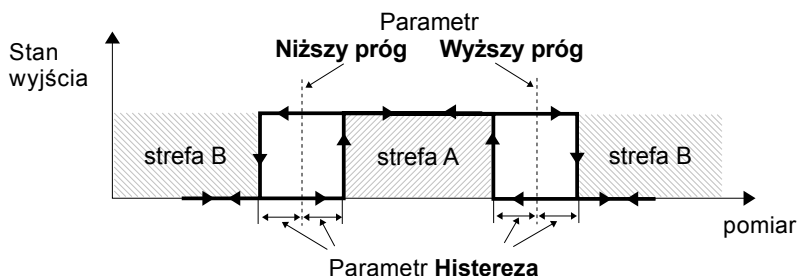 Parametr
Niższy próg Wyższy próg
Stan
wyjścia
strefa B
strefa A
strefa B
pomiar
Parametr Histereza